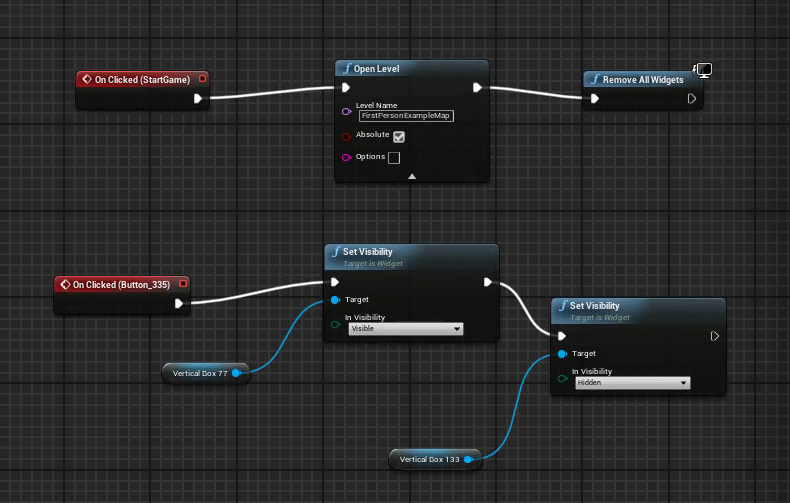 On Clicked (StartGame)
Open Level
Level Name
FirstPersonExampleMap
Absolute
Options
Remove All Widgets
On Clicked (Button_335)
Set Visibility
Target is Widget
Target
In Visibility
Visible
Vertical Box 77
Set Visibility
Target is Widget
Target
In Visibility
Hidden
Vertical Box 133